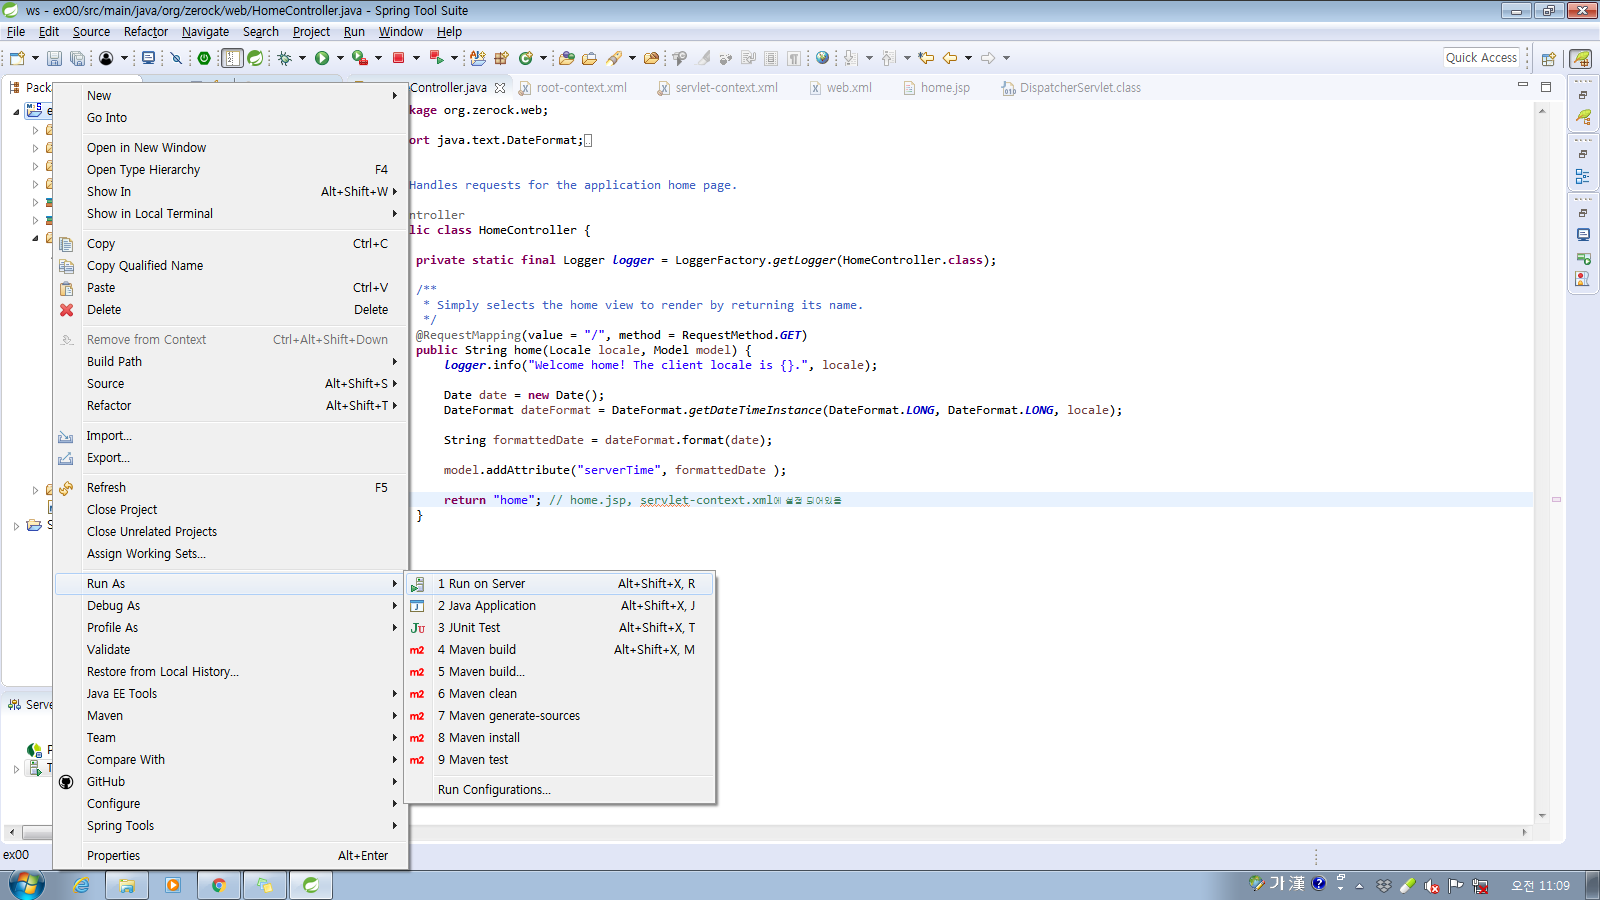 ws - ex00/src/main/java/org/zerock/web/HomeController.java - Spring Tool Suite
File Edit Source Refactor Navigate Search Project Run Window Help
Quick Access
Pack
Controller.java root-context.xml servlet-context.xml web.xml home.jsp DispatcherServlet.class
kage org.zerock.web;
ort java.text.DateFormat;
Handles requests for the application home page.
ntroller
lic class HomeController {
private static final Logger logger = LoggerFactory.getLogger(HomeController.class);
/**
* Simply selects the home view to render by returning its name.
*/
@RequestMapping(value = "/", method = RequestMethod.GET)
public String home(Locale locale, Model model) {
logger.info("Welcome home! The client locale is {}.", locale);
Date date = new Date();
DateFormat dateFormat = DateFormat.getDateTimeInstance(DateFormat.LONG, DateFormat.LONG, locale);
String formattedDate = dateFormat.format(date);
model.addAttribute("serverTime", formattedDate );
return "home"; // home.jsp, servlet-context.xml에 설정 되어있음
}
New
Go Into
Open in New Window
Open Type Hierarchy F4
Show In Alt+Shift+W
Show in Local Terminal
Copy Ctrl+C
Copy Qualified Name
Paste Ctrl+V
Delete Delete
Remove from Context Ctrl+Alt+Shift+Down
Build Path
Source Alt+Shift+S
Refactor Alt+Shift+T
Import...
Export...
Refresh F5
Close Project
Close Unrelated Projects
Assign Working Sets...
Run As
Debug As
Profile As
Validate
Restore from Local History...
Java EE Tools
Maven
Team
Compare With
GitHub
Configure
Spring Tools
Properties Alt+Enter
1 Run on Server Alt+Shift+X, R
2 Java Application Alt+Shift+X, J
3 JUnit Test Alt+Shift+X, T
4 Maven build Alt+Shift+X, M
5 Maven build...
6 Maven clean
7 Maven generate-sources
8 Maven install
9 Maven test
Run Configurations...
Serve
ex00
가 漢
오전 11:09